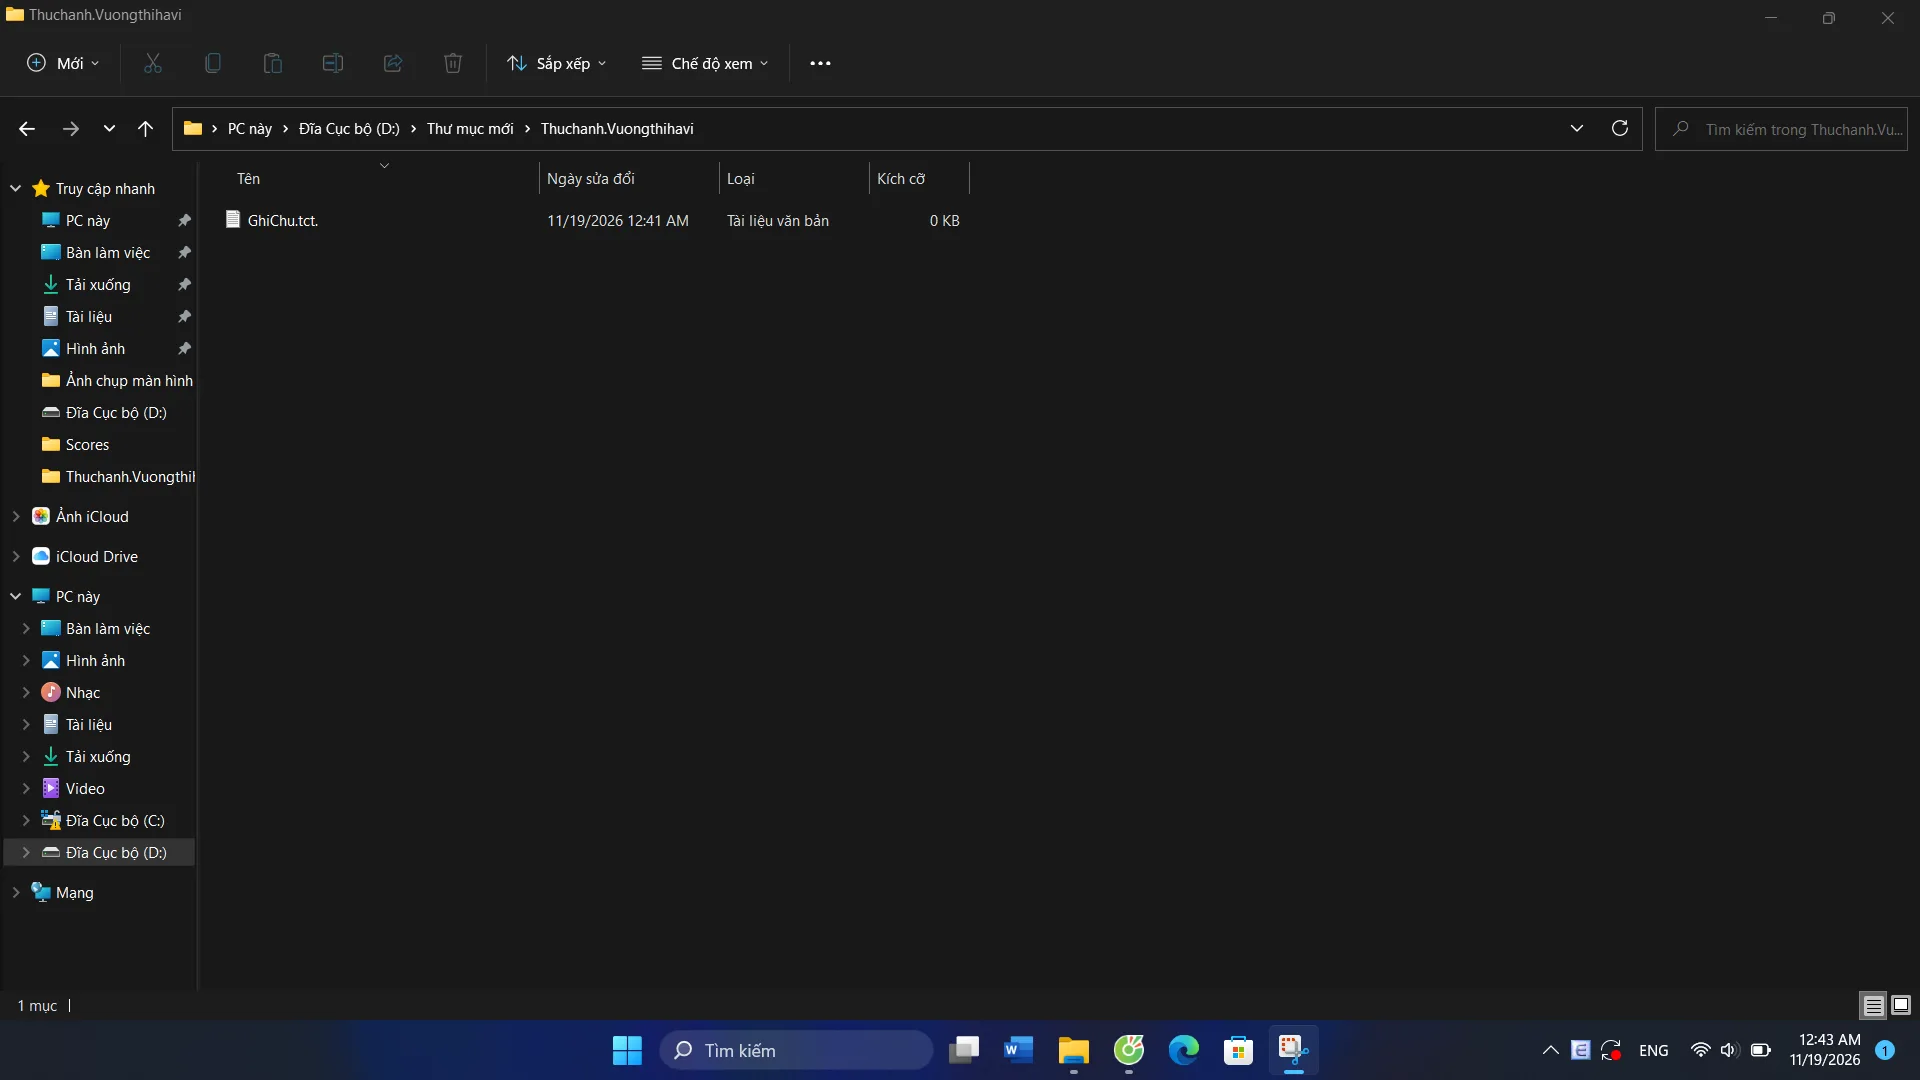 Thuchanh.Vuongthihavi
Mới
Sắp xếp
Chế độ xem
PC này
Đĩa Cục bộ (D:)
Thư mục mới
Thuchanh.Vuongthihavi
Tìm kiếm trong Thuchanh.Vu...
Tên
Ngày sửa đổi
Loại
Kích cỡ
GhiChu.tct.
11/19/2026 12:41 AM
Tài liệu văn bản
0 KB
Truy cập nhanh
PC này
Bàn làm việc
Tải xuống
Tài liệu
Hình ảnh
Ảnh chụp màn hình
Đĩa Cục bộ (D:)
Scores
Thuchanh.Vuongthih
Ảnh iCloud
iCloud Drive
PC này
Bàn làm việc
Hình ảnh
Nhạc
Tài liệu
Tải xuống
Video
Đĩa Cục bộ (C:)
Đĩa Cục bộ (D:)
Mạng
1 mục
Tìm kiếm
ENG
12:43 AM
11/19/2026
1